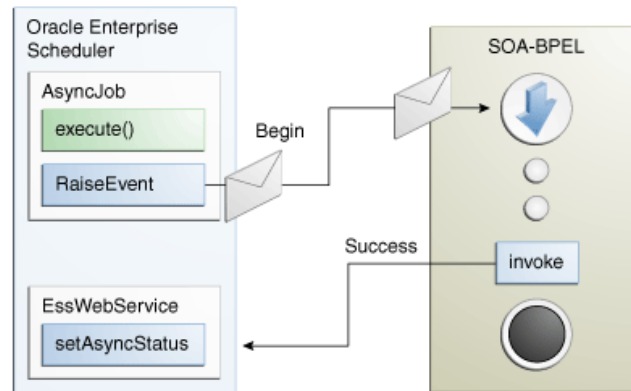 Oracle Enterprise
Scheduler
AsyncJob
execute()
RaiseEvent
Begin
SOA-BPEL
Success
invoke
EssWebService
setAsyncStatus